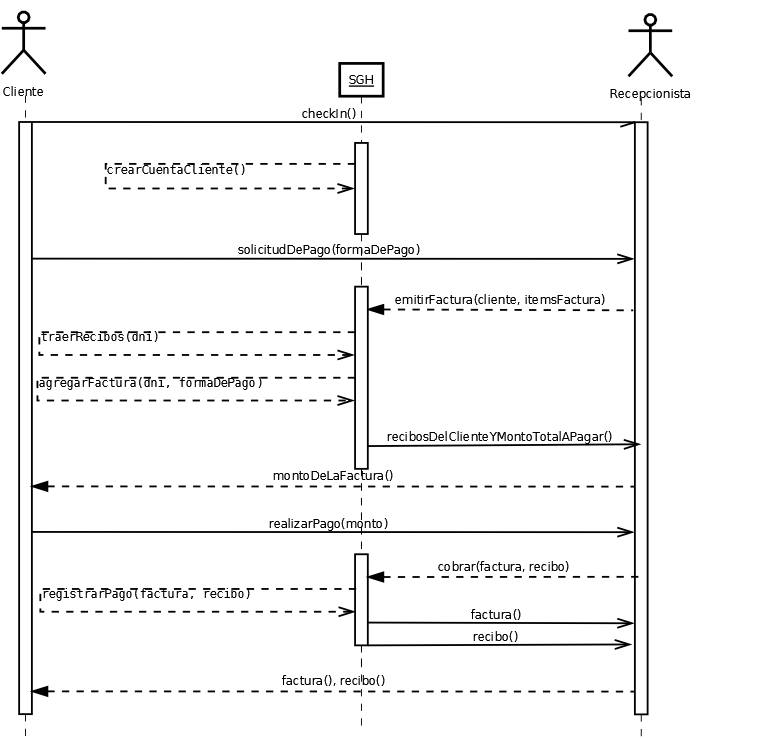 Cliente
SGH
Recepcionista
checkIn()
crearCuentaCliente()
solicitudDePago(formaDePago)
emitirFactura(cliente, itemsFactura)
traerRecibos(dni)
agregarFactura(dni, formaDePago)
recibosDelClienteYMontoTotalAPagar()
montoDeLaFactura()
realizarPago(monto)
cobrar(factura, recibo)
registrarPago(factura, recibo)
factura()
recibo()
factura(), recibo()